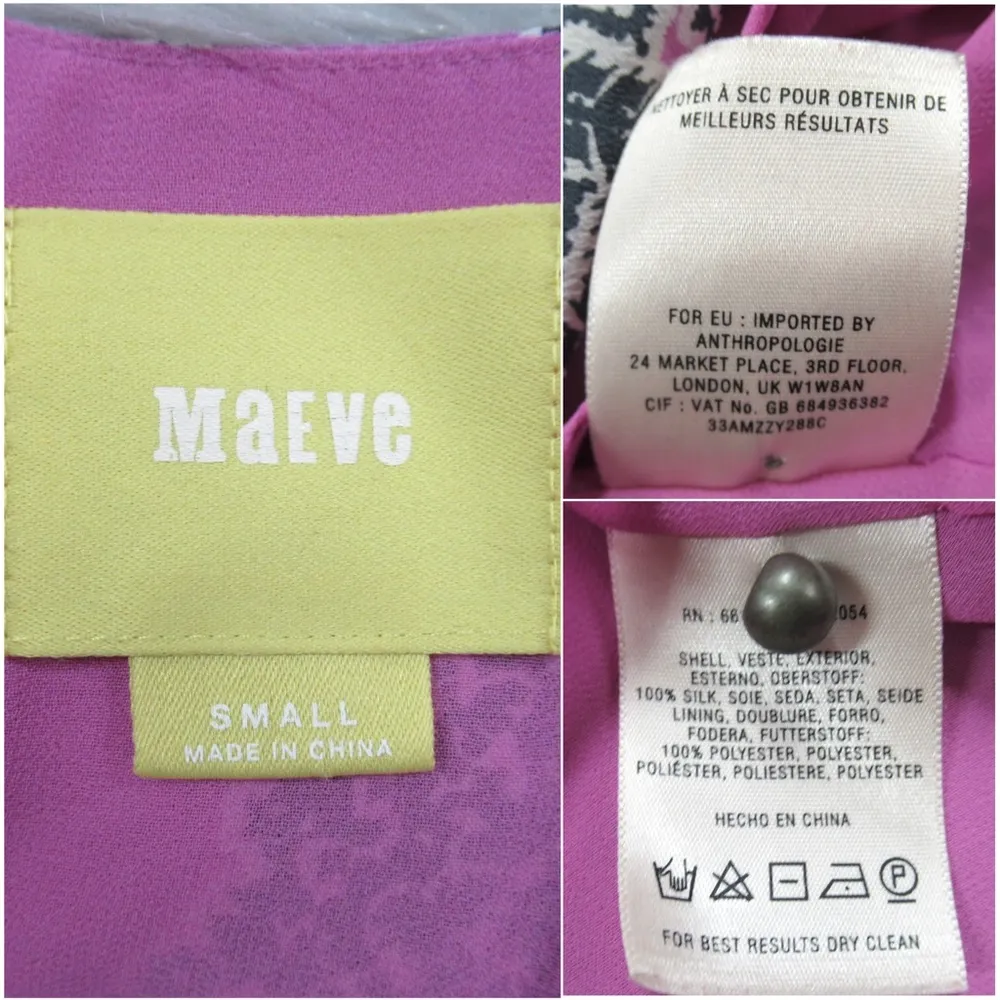 MAEVE
SMALL
MADE IN CHINA
NETTOYER À SEC POUR OBTENIR DE
MEILLEURS RÉSULTATS
FOR EU : IMPORTED BY
ANTHROPOLOGIE
24 MARKET PLACE, 3RD FLOOR,
LONDON, UK W1W8AN
CIF : VAT No. GB 684936382
33AMZZY288C
RN : 66 054
SHELL, VESTE, EXTERIOR,
ESTERNO, OBERSTOFF:
100% SILK, SOIE, SEDA, SETA, SEIDE
LINING, DOUBLURE, FORRO,
FODERA, FUTTERSTOFF:
100% POLYESTER, POLYESTER,
POLIÉSTER, POLIESTERE, POLYESTER
HECHO EN CHINA
P
FOR BEST RESULTS DRY CLEAN